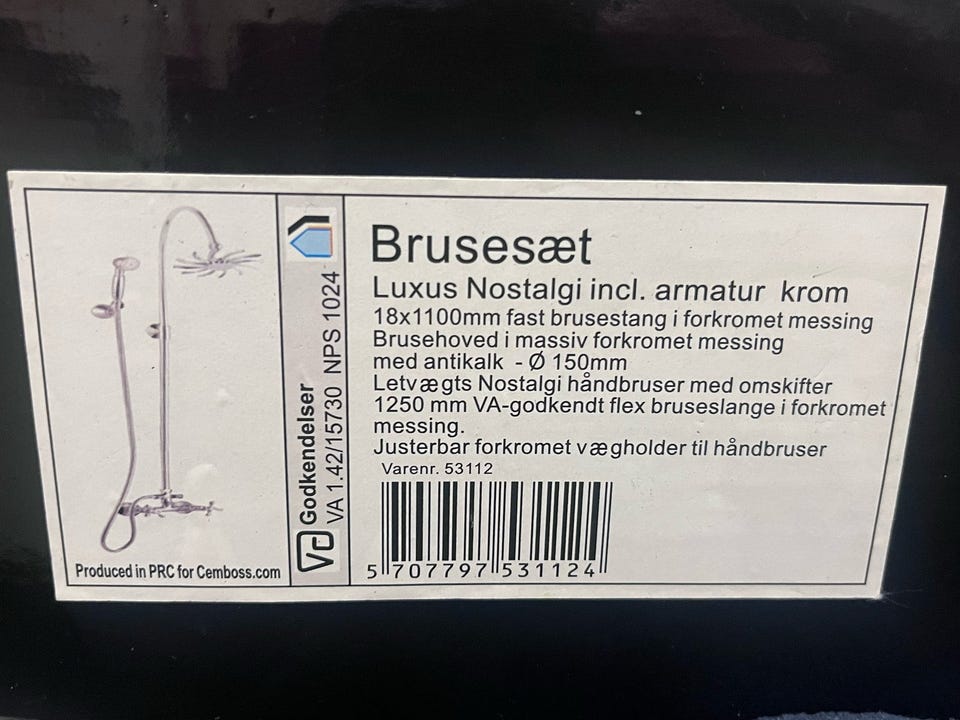 Brusesæt
Luxus Nostalgi incl. armatur krom
18x1100mm fast brusestang i forkromet messing
Brusehoved i massiv forkromet messing
med antikalk - Ø 150mm
Letvægts Nostalgi håndbruser med omskifter
1250 mm VA-godkendt flex bruseslange i forkromet
messing.
Justerbar forkromet vægholder til håndbruser
Varenr. 53112
5 707797 531124
Godkendelser
VA 1.42/15730 NPS 1024
Produced in PRC for Cemboss.com